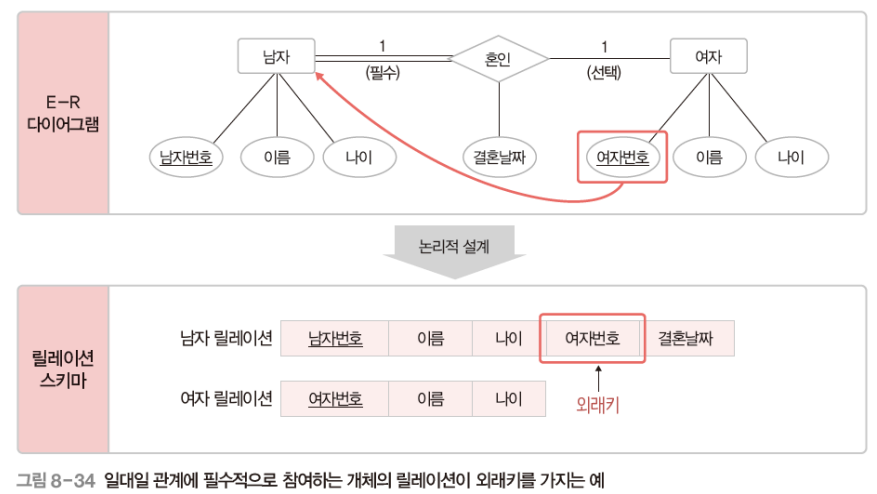 E-R
다이어그램
남자
1
(필수)
혼인
1
(선택)
여자
남자번호
이름
나이
결혼날짜
여자번호
이름
나이
논리적 설계
릴레이션
스키마
남자 릴레이션 남자번호 이름 나이 여자번호 결혼날짜
여자 릴레이션 여자번호 이름 나이
외래키
그림 8-34 일대일 관계에 필수적으로 참여하는 개체의 릴레이션이 외래키를 가지는 예